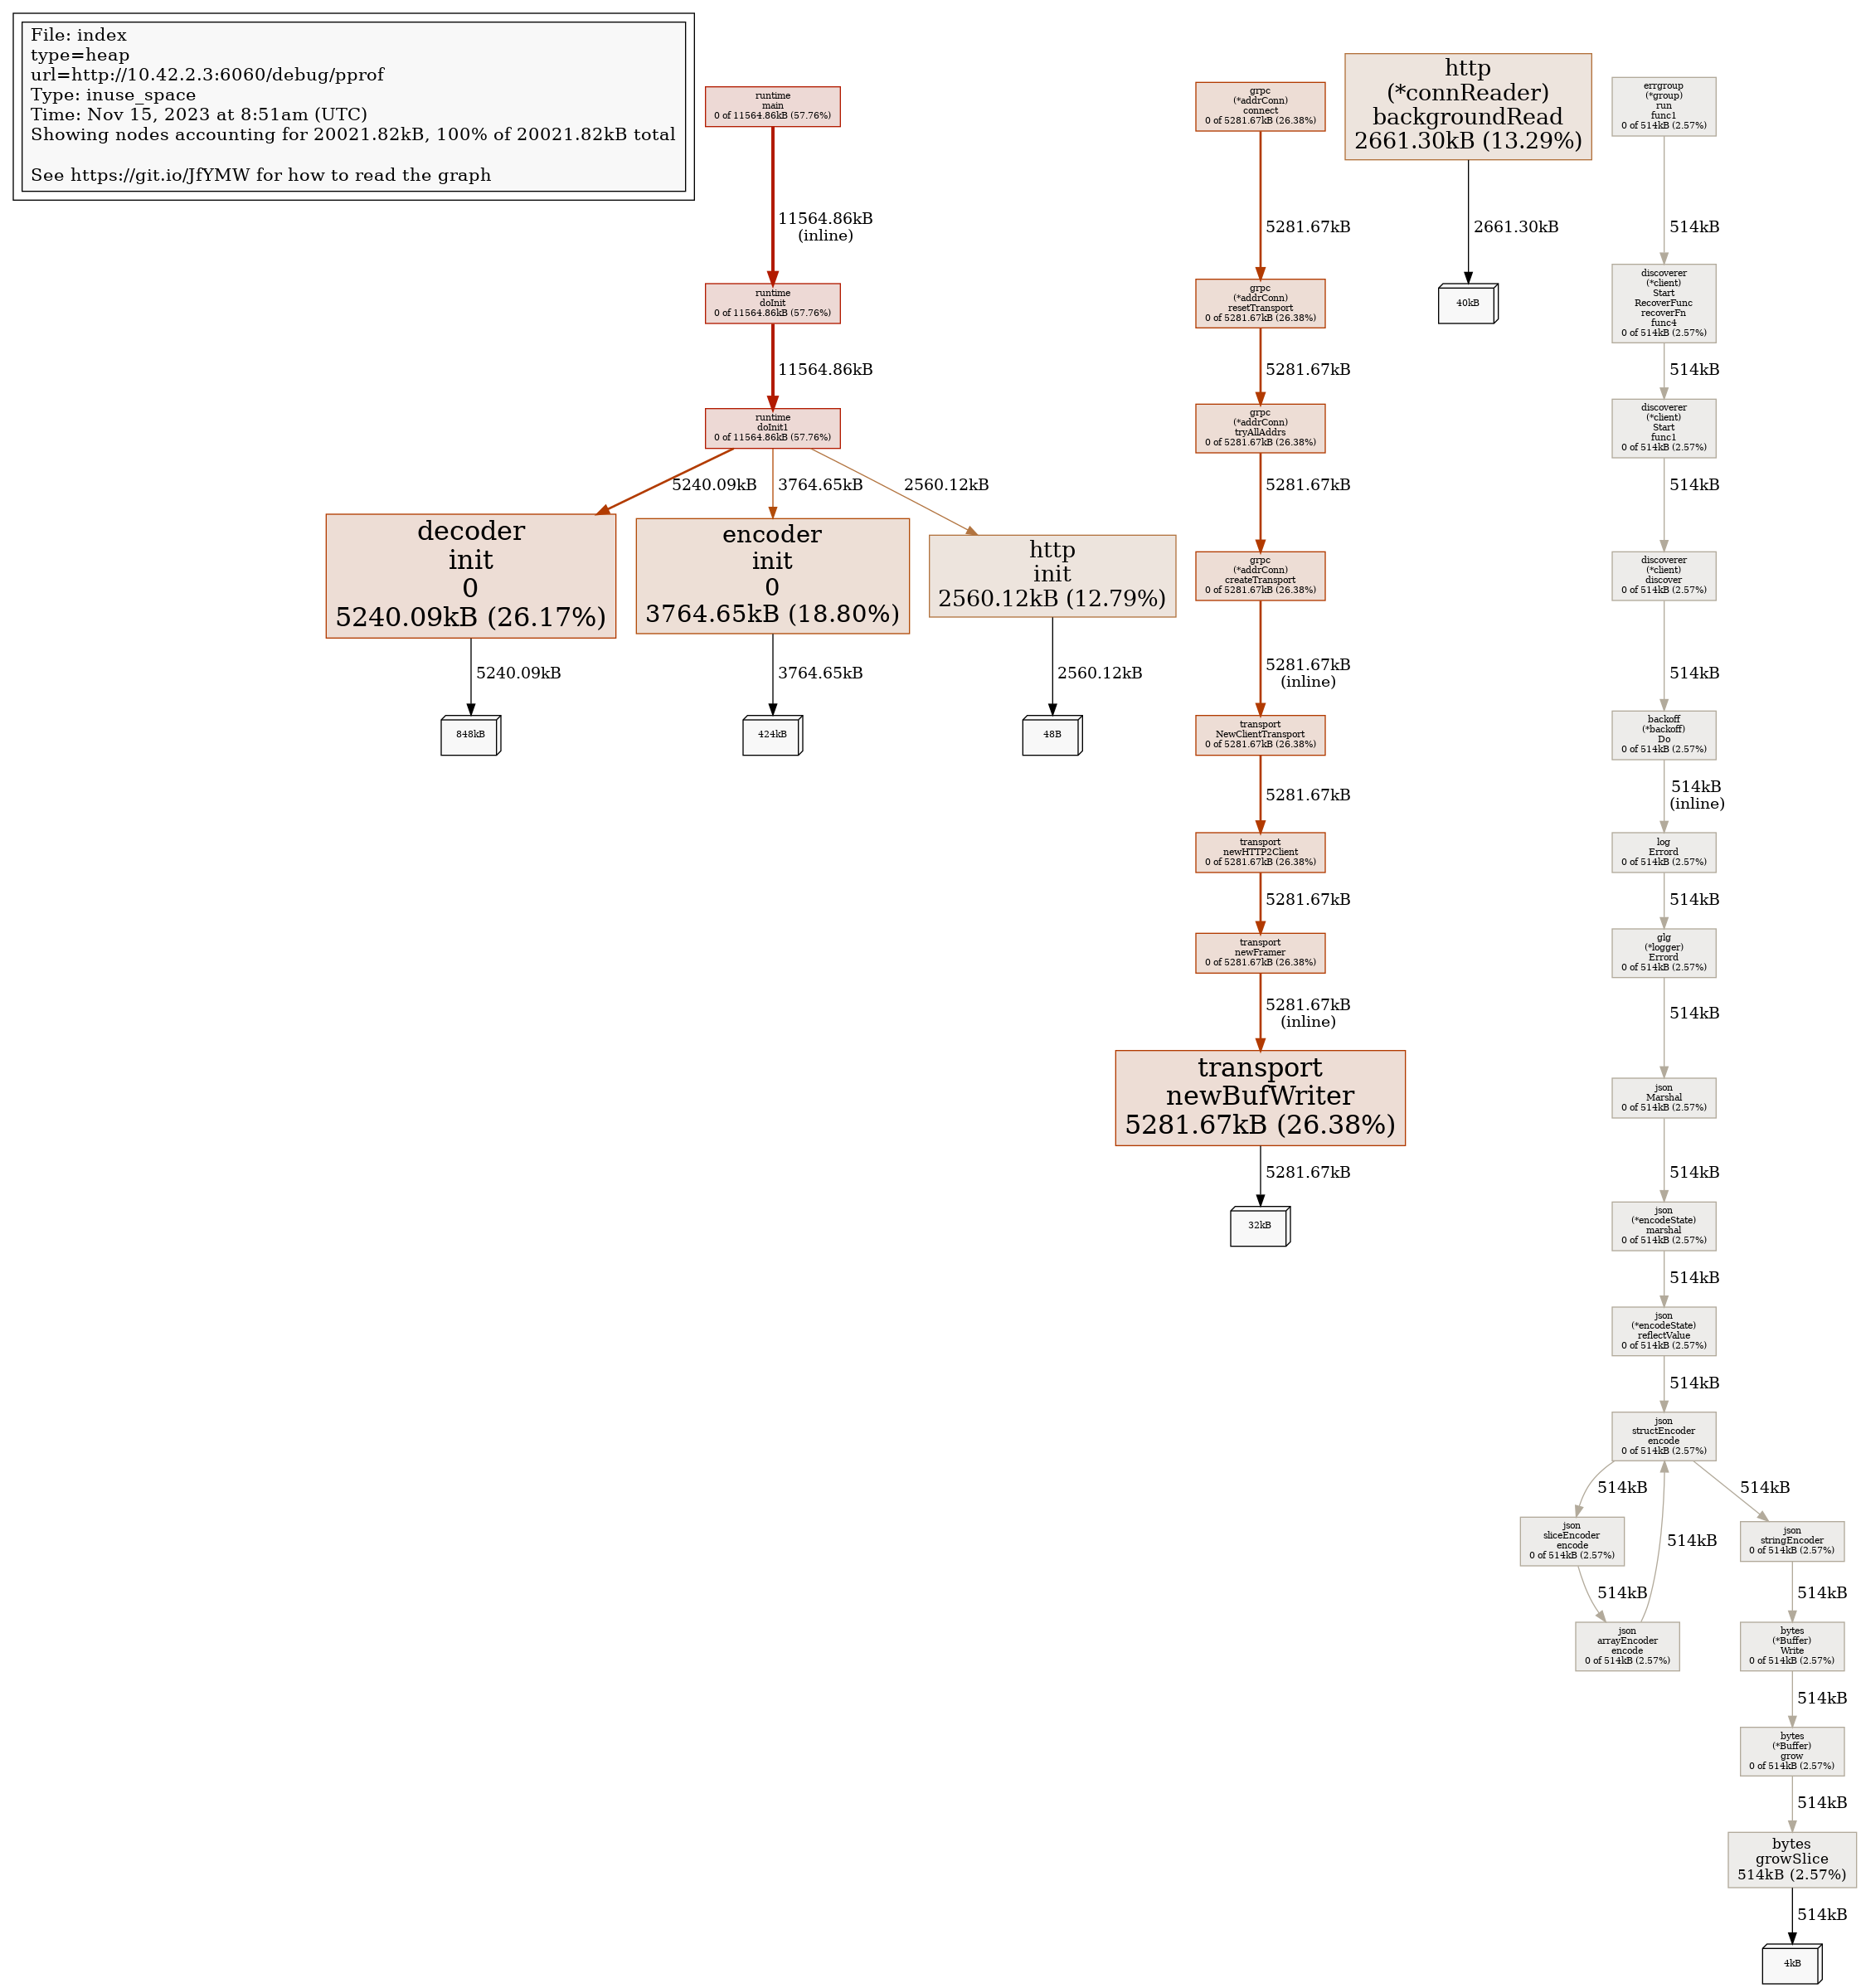 File: index
type=heap
url=http://10.42.2.3:6060/debug/pprof
Type: inuse_space
Time: Nov 15, 2023 at 8:51am (UTC)
Showing nodes accounting for 20021.82kB, 100% of 20021.82kB total
See https://git.io/JfYMW for how to read the graph
runtime
main
0 of 11564.86kB (57.76%)
11564.86kB
(inline)
runtime
doInit
0 of 11564.86kB (57.76%)
11564.86kB
runtime
doInit1
0 of 11564.86kB (57.76%)
5240.09kB
3764.65kB
2560.12kB
decoder
init
0
5240.09kB (26.17%)
encoder
init
0
3764.65kB (18.80%)
http
init
2560.12kB (12.79%)
5240.09kB
3764.65kB
2560.12kB
848kB
424kB
48B
grpc
(*addrConn)
connect
0 of 5281.67kB (26.38%)
5281.67kB
grpc
(*addrConn)
resetTransport
0 of 5281.67kB (26.38%)
5281.67kB
grpc
(*addrConn)
tryAllAddrs
0 of 5281.67kB (26.38%)
5281.67kB
grpc
(*addrConn)
createTransport
0 of 5281.67kB (26.38%)
5281.67kB
(inline)
transport
NewClientTransport
0 of 5281.67kB (26.38%)
5281.67kB
transport
newHTTP2Client
0 of 5281.67kB (26.38%)
5281.67kB
transport
newFramer
0 of 5281.67kB (26.38%)
5281.67kB
(inline)
transport
newBufWriter
5281.67kB (26.38%)
5281.67kB
32kB
http
(*connReader)
backgroundRead
2661.30kB (13.29%)
2661.30kB
40kB
errgroup
(*group)
run
func1
0 of 514kB (2.57%)
514kB
discoverer
(*client)
Start
RecoverFunc
recoverFn
func4
0 of 514kB (2.57%)
514kB
discoverer
(*client)
Start
func1
0 of 514kB (2.57%)
514kB
discoverer
(*client)
discover
0 of 514kB (2.57%)
514kB
backoff
(*backoff)
Do
0 of 514kB (2.57%)
514kB
(inline)
log
Errord
0 of 514kB (2.57%)
514kB
glg
(*logger)
Errord
0 of 514kB (2.57%)
514kB
json
Marshal
0 of 514kB (2.57%)
514kB
json
(*encodeState)
marshal
0 of 514kB (2.57%)
514kB
json
(*encodeState)
reflectValue
0 of 514kB (2.57%)
514kB
json
structEncoder
encode
0 of 514kB (2.57%)
514kB
514kB
json
sliceEncoder
encode
0 of 514kB (2.57%)
514kB
json
stringEncoder
0 of 514kB (2.57%)
514kB
514kB
json
arrayEncoder
encode
0 of 514kB (2.57%)
bytes
(*Buffer)
Write
0 of 514kB (2.57%)
514kB
bytes
(*Buffer)
grow
0 of 514kB (2.57%)
514kB
bytes
growSlice
514kB (2.57%)
514kB
4kB